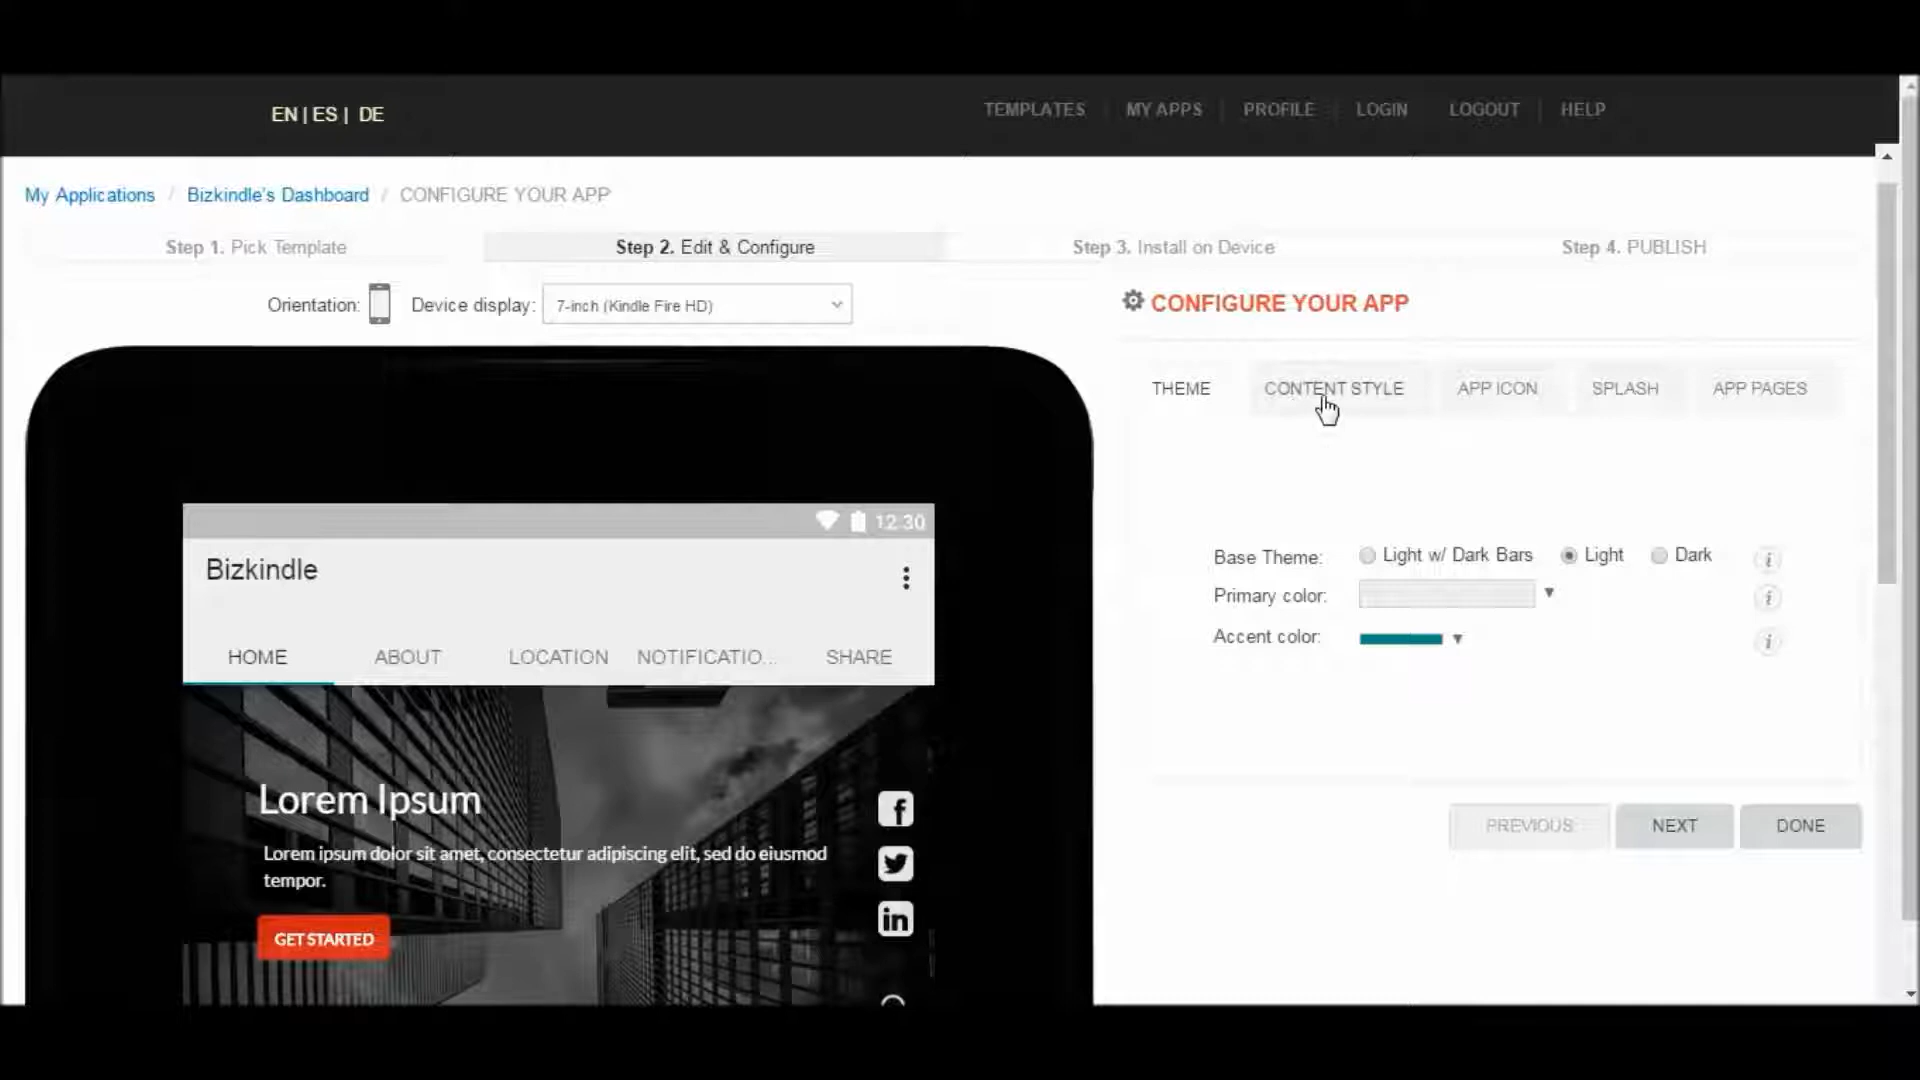 EN | ES | DE
TEMPLATES MY APPS PROFILE LOGIN LOGOUT HELP
My Applications / Bizkindle's Dashboard / CONFIGURE YOUR APP
Step 1. Pick Template
Step 2. Edit & Configure
Step 3. Install on Device
Step 4. PUBLISH
Orientation:
Device display: 7-inch (Kindle Fire HD)
CONFIGURE YOUR APP
THEME CONTENT STYLE APP ICON SPLASH APP PAGES
12:30
Bizkindle
HOME ABOUT LOCATION NOTIFICATIO... SHARE
Lorem Ipsum
Lorem ipsum dolor sit amet, consectetur adipiscing elit, sed do eiusmod
tempor.
GET STARTED
f
in
Base Theme: Light w/ Dark Bars Light Dark i
Primary color: i
Accent color: i
PREVIOUS NEXT DONE